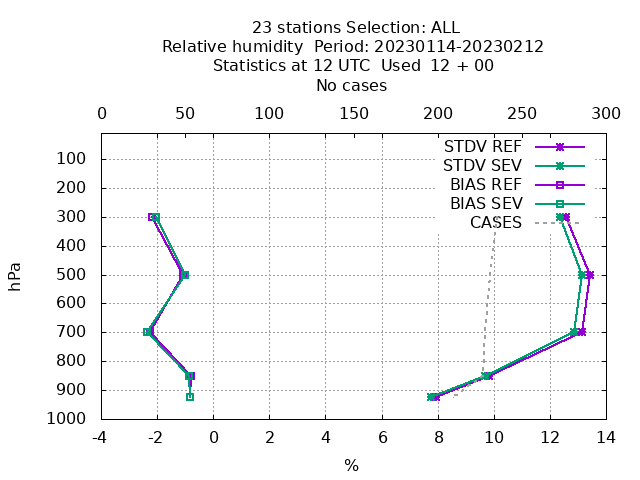 23 stations Selection: ALL
Relative humidity  Period: 20230114-20230212
Statistics at 12 UTC  Used  12 + 00
No cases
0 50 100 150 200 250 300
STDV REF
STDV SEV
BIAS REF
BIAS SEV
CASES
100
200
300
400
500
600
700
800
900
1000
hPa
-4 -2 0 2 4 6 8 10 12 14
%